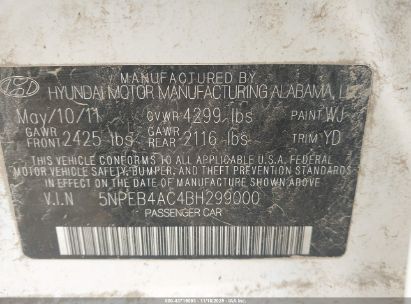 MANUFACTURED BY
HYUNDAI MOTOR MANUFACTURING ALABAMA, LLC
May/10/11 GVWR 4299 lbs PAINT WJ
GAWR FRONT 2425 lbs GAWR REAR 2116 lbs TRIM YD
THIS VEHICLE CONFORMS TO ALL APPLICABLE U.S.A. FEDERAL
MOTOR VEHICLE SAFETY, BUMPER, AND THEFT PREVENTION
STANDARDS IN EFFECT ON THE DATE OF MANUFACTURE SHOWN ABOVE.
V.I.N 5NPEB4AC4BH299000
PASSENGER CAR